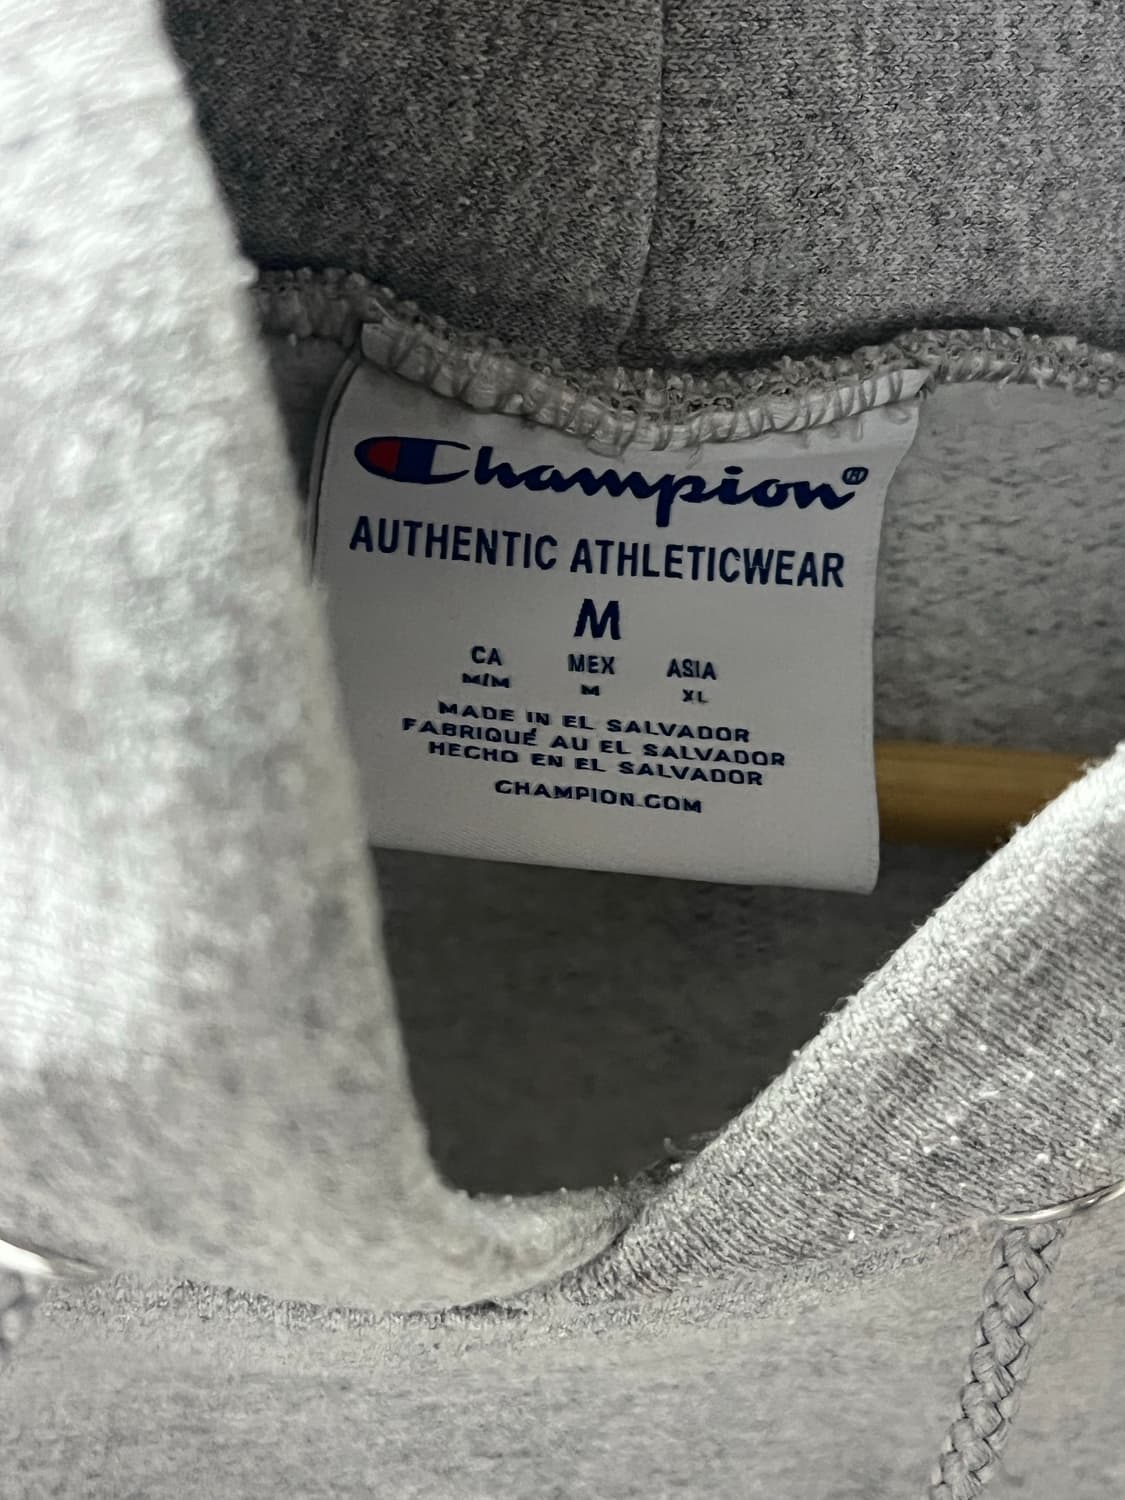 Champion®
AUTHENTIC ATHLETICWEAR
M
CA MEX ASIA
M/M M XL
MADE IN EL SALVADOR
FABRIQUÉ AU EL SALVADOR
HECHO EN EL SALVADOR
CHAMPION.COM